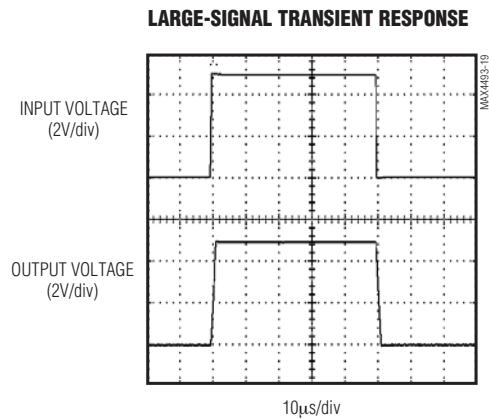 LARGE-SIGNAL TRANSIENT RESPONSE
MAX4493-19
INPUT VOLTAGE
(2V/div)
OUTPUT VOLTAGE
(2V/div)
10μs/div